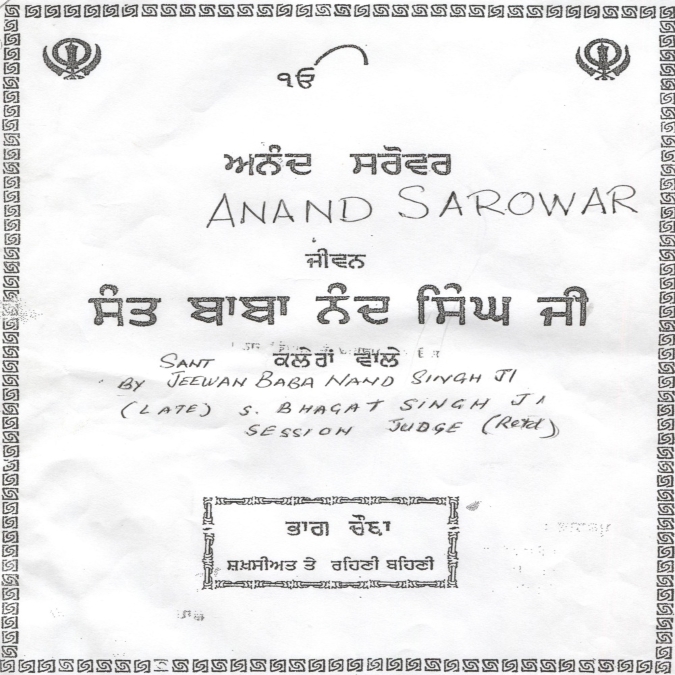 ੴ
ਅਨੰਦ ਸਰੋਵਰ
ANAND SAROWAR
ਜੀਵਨ
ਸੰਤ ਬਾਬਾ ਨੰਦ ਸਿੰਘ ਜੀ
ਕਲੇਰਾਂ ਵਾਲੇ
SANT
BY JEEWAN BABA NAND SINGH JI
(LATE) S. BHAGAT SINGH JI
SESSION JUDGE (Retd)
ਭਾਗ ਚੌਥਾ
ਸ਼ਖ਼ਸੀਅਤ ਤੇ ਰਹਿਣੀ ਬਹਿਣੀ